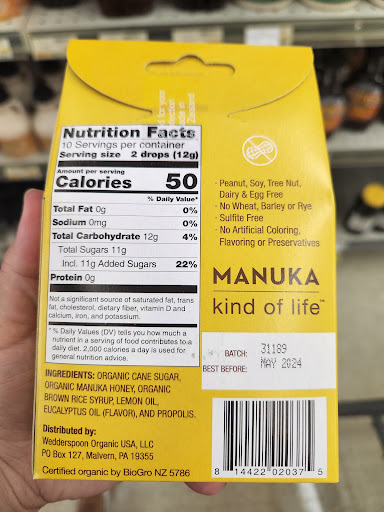 Nutrition Facts
10 Servings per container
Serving size 2 drops (12g)
Amount per serving
Calories 50
% Daily Value*
Total Fat 0g 0%
Sodium 0mg 0%
Total Carbohydrate 12g 4%
Total Sugars 11g
Incl. 11g Added Sugars 22%
Protein 0g
Not a significant source of saturated fat, trans
fat, cholesterol, dietary fiber, vitamin D and
calcium, iron, and potassium.
* % Daily Values (DV) tells you how much a
nutrient in a serving of food contributes to a
daily diet. 2,000 calories a day is used for
general nutrition advice.
INGREDIENTS: ORGANIC CANE SUGAR,
ORGANIC MANUKA HONEY, ORGANIC
BROWN RICE SYRUP, LEMON OIL,
EUCALYPTUS OIL (FLAVOR), AND PROPOLIS.
Distributed by:
Wedderspoon Organic USA, LLC
PO Box 127, Malvern, PA 19355
Certified organic by BioGro NZ 5786
· Peanut, Soy, Tree Nut,
Dairy & Egg Free
· No Wheat, Barley or Rye
· Sulfite Free
· No Artificial Coloring,
Flavoring or Preservatives
MANUKA
kind of life™
BATCH: 31189
BEST BEFORE: MAY 2024
8 14422 02037 5